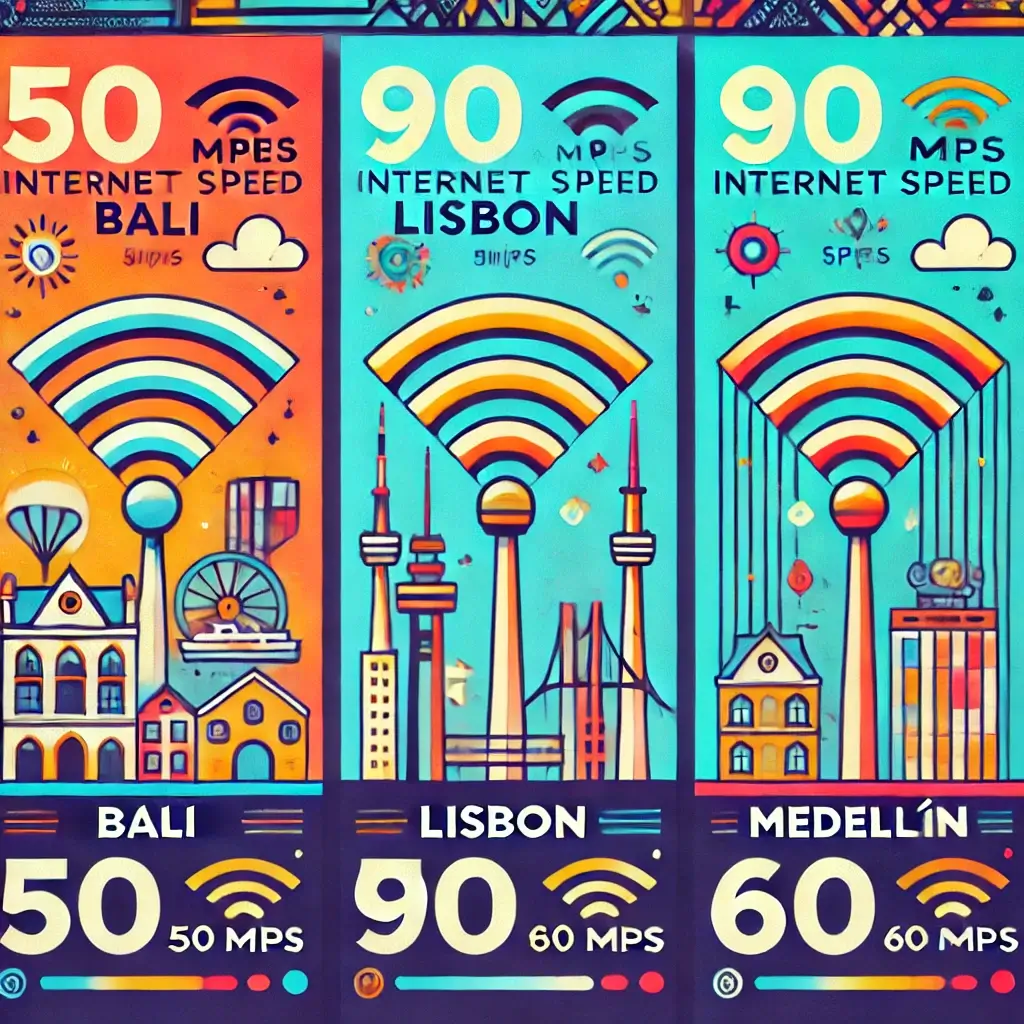 50
MPES
INTERNET SPEED
BALI
90
MPPS
INTERNET SPEED
LISBON
90
MPS
INTERNET SPEED
BALI
50
50 MPS
LISBON
90
60 MPS
MEDELLÍN
60
60 MPS